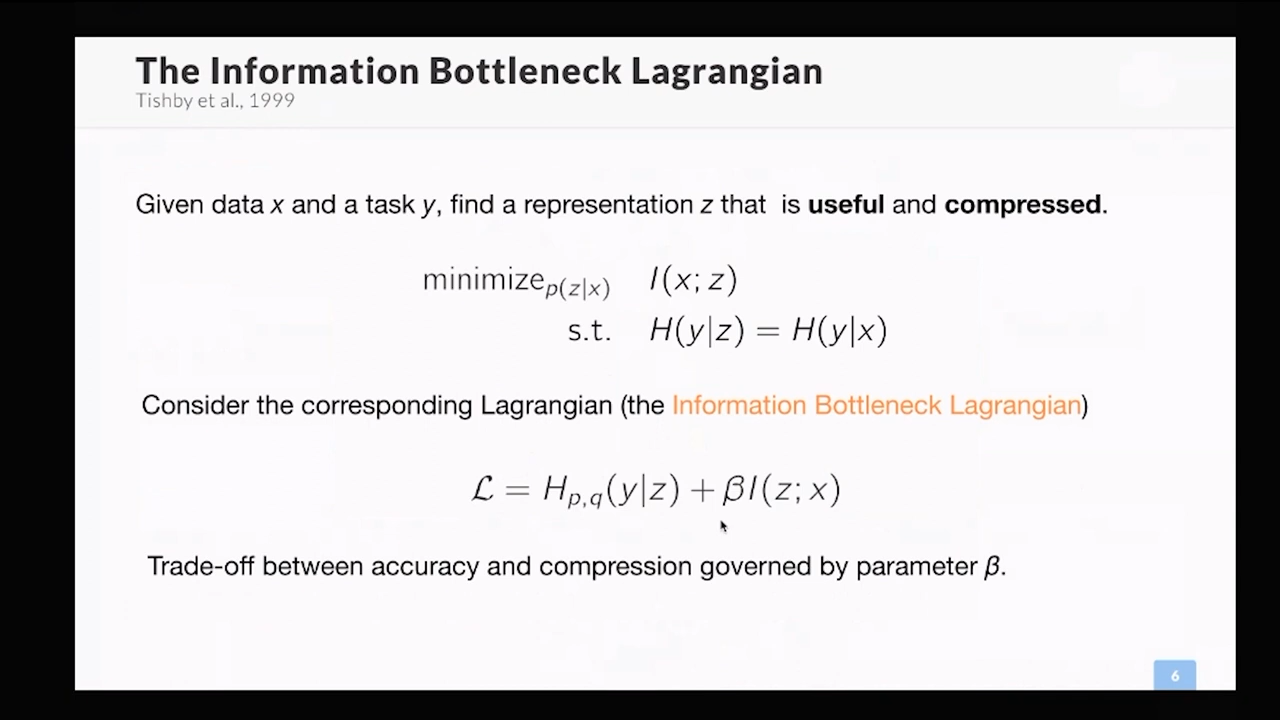 The Information Bottleneck Lagrangian
Tishby et al., 1999
Given data x and a task y, find a representation z that is useful and compressed.
minimize_{p(z|x)} I(x; z)
s.t. H(y|z) = H(y|x)
Consider the corresponding Lagrangian (the Information Bottleneck Lagrangian)
ℒ = H_{p,q}(y|z) + βI(z; x)
Trade-off between accuracy and compression governed by parameter β.
6